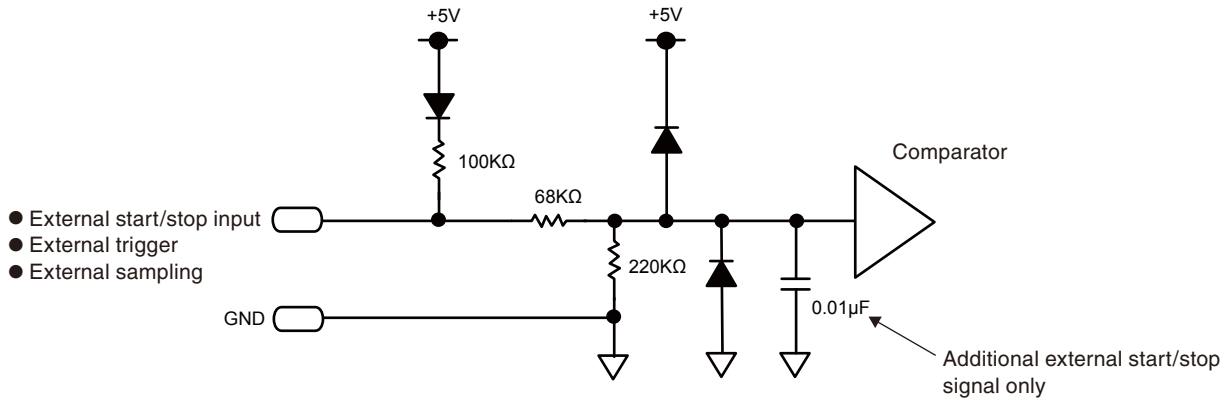 +5V
+5V
100KΩ
Comparator
68KΩ
● External start/stop input
● External trigger
● External sampling
220KΩ
0.01µF
GND
Additional external start/stop
signal only